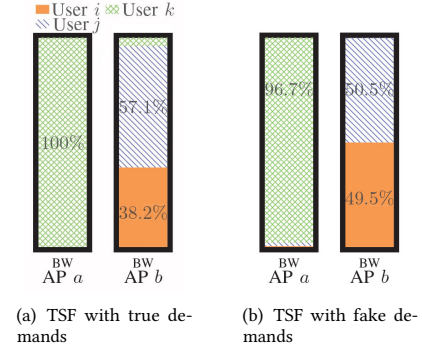 User i User k
User j
100%
57.1%
38.2%
96.7%
50.5%
49.5%
BW
AP a
BW
AP b
BW
AP a
BW
AP b
(a) TSF with true de-
mands
(b) TSF with fake de-
mands